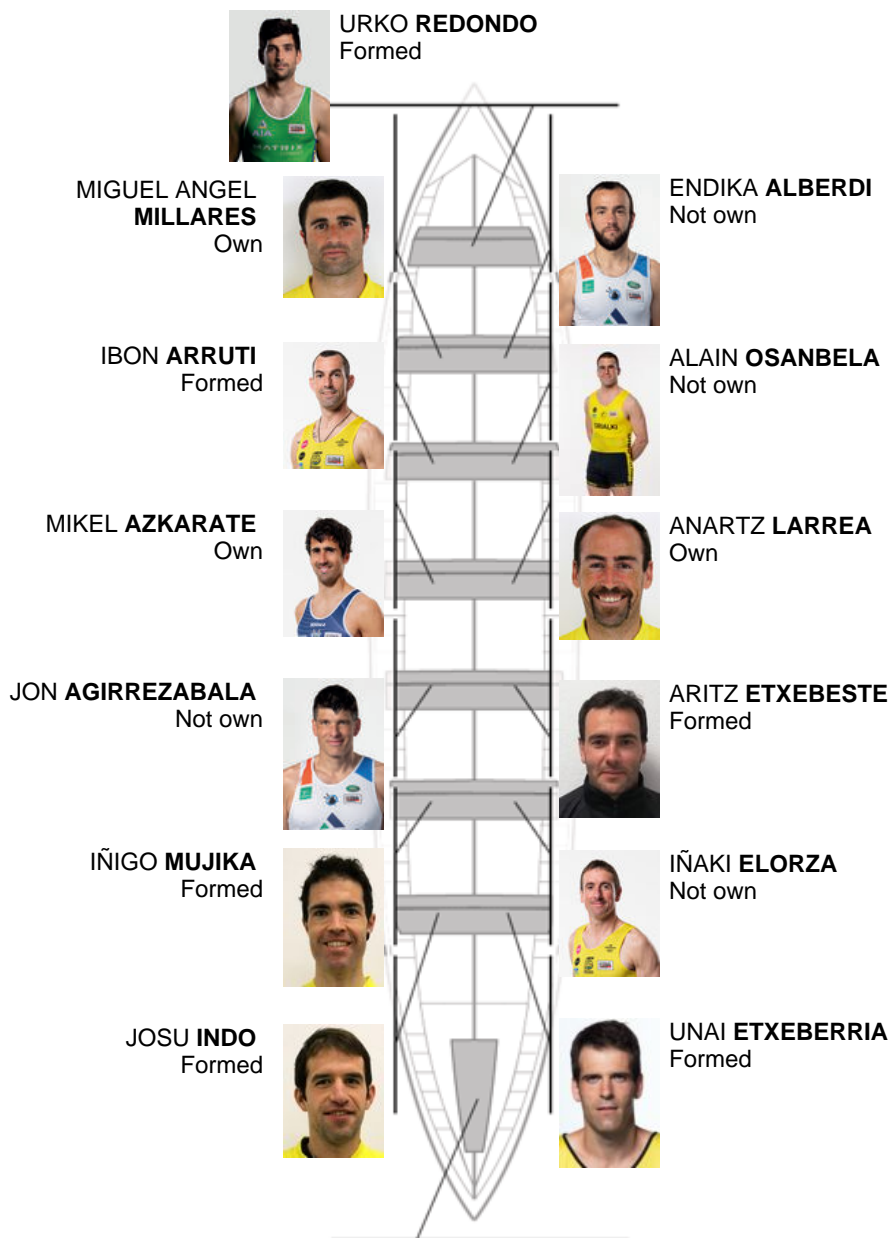 URKO REDONDO
Formed
MIGUEL ANGEL
MILLARES
Own
ENDIKA ALBERDI
Not own
IBON ARRUTI
Formed
ALAIN OSANBELA
Not own
MIKEL AZKARATE
Own
ANARTZ LARREA
Own
JON AGIRREZABALA
Not own
ARITZ ETXEBESTE
Formed
IÑIGO MUJIKA
Formed
IÑAKI ELORZA
Not own
JOSU INDO
Formed
UNAI ETXEBERRIA
Formed
MATRIX